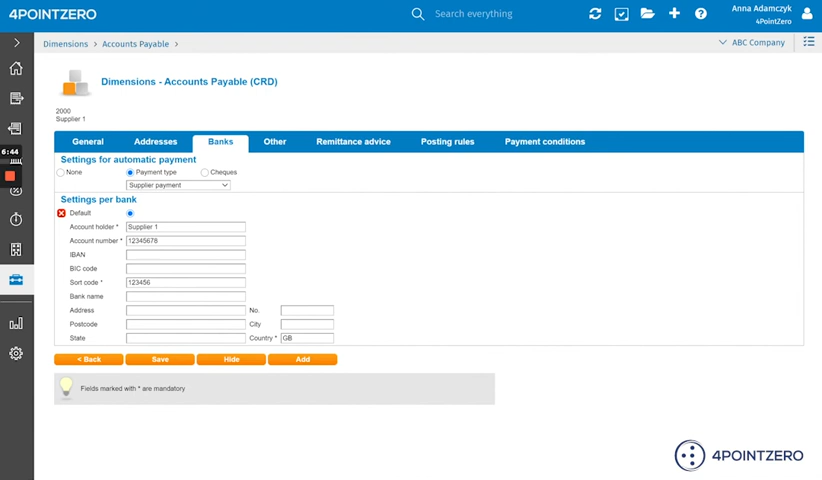 4POINTZERO
Search everything
Anna Adamczyk
4PointZero
Dimensions > Accounts Payable >
ABC Company
Dimensions - Accounts Payable (CRD)
2000
Supplier 1
General Addresses Banks Other Remittance advice Posting rules Payment conditions
Settings for automatic payment
None Payment type Cheques
Supplier payment
Settings per bank
Default
Account holder * Supplier 1
Account number * 12345678
IBAN
BIC code
Sort code * 123456
Bank name
Address No.
Postcode City
State Country * GB
< Back Save Hide Add
Fields marked with * are mandatory
6:44
4POINTZERO